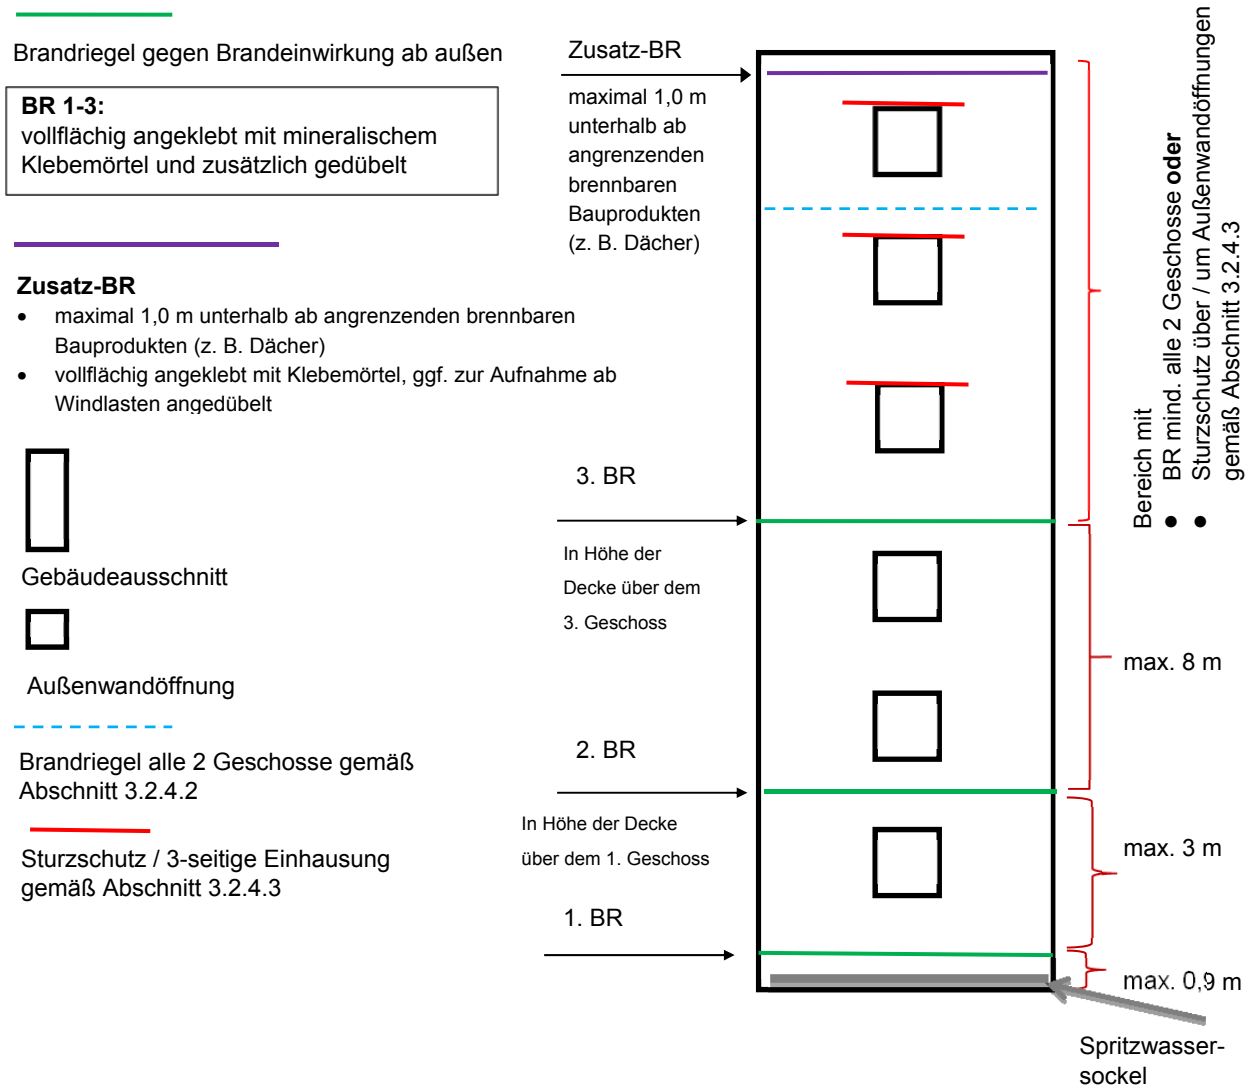 Brandriegel gegen Brandeinwirkung ab außen
BR 1-3:
vollflächig angeklebt mit mineralischem
Klebemörtel und zusätzlich gedübelt
Zusatz-BR
• maximal 1,0 m unterhalb ab angrenzenden brennbaren
Bauprodukten (z. B. Dächer)
• vollflächig angeklebt mit Klebemörtel, ggf. zur Aufnahme ab
Windlasten angedübelt
Gebäudeausschnitt
Außenwandöffnung
Brandriegel alle 2 Geschosse gemäß
Abschnitt 3.2.4.2
Sturzschutz / 3-seitige Einhausung
gemäß Abschnitt 3.2.4.3
Zusatz-BR
maximal 1,0 m
unterhalb ab
angrenzenden
brennbaren
Bauprodukten
(z. B. Dächer)
3. BR
In Höhe der
Decke über dem
3. Geschoss
2. BR
In Höhe der Decke
über dem 1. Geschoss
1. BR
Bereich mit
• BR mind. alle 2 Geschosse oder
• Sturzschutz über / um Außenwandöffnungen
gemäß Abschnitt 3.2.4.3
max. 8 m
max. 3 m
max. 0,9 m
Spritzwasser-
sockel